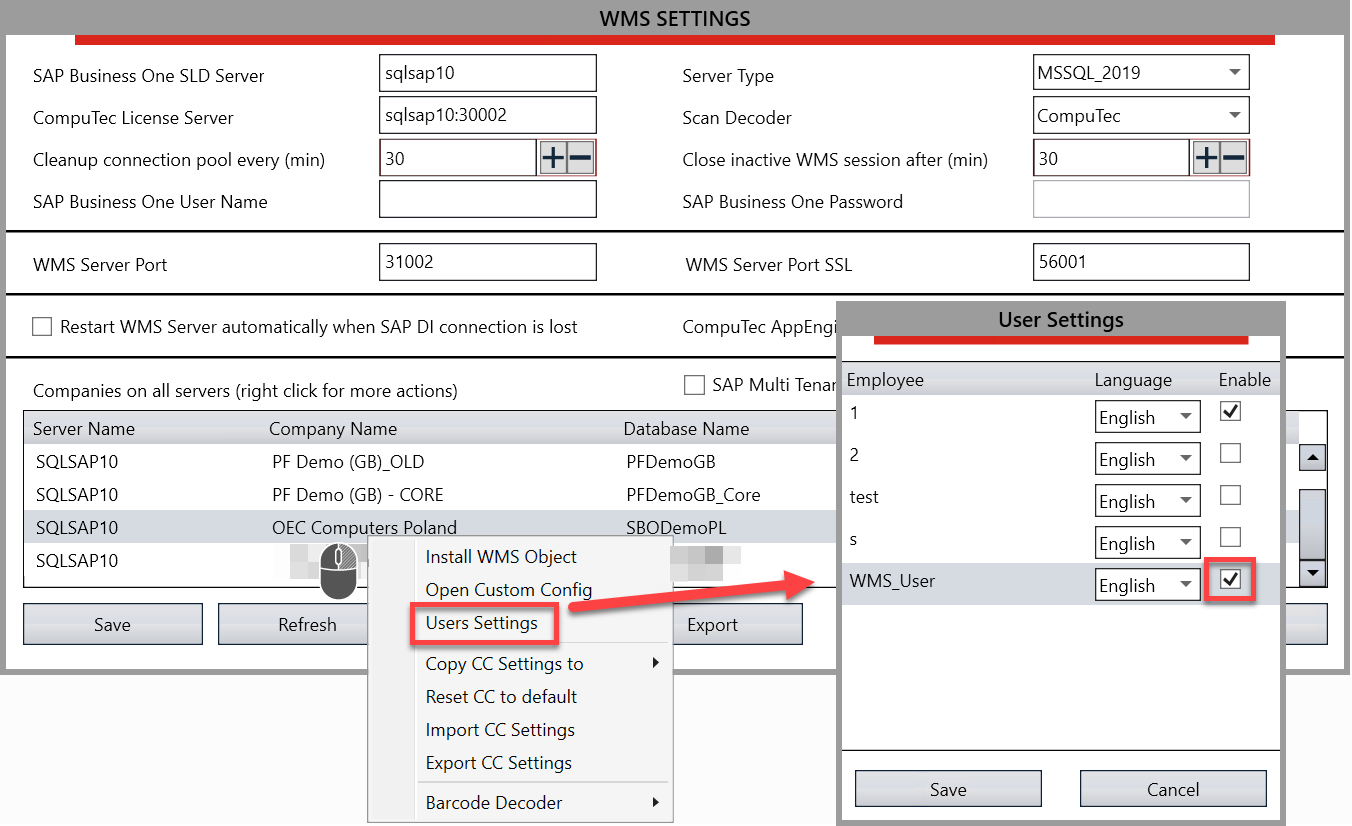 WMS SETTINGS
SAP Business One SLD Server
sqlsap10
Server Type
MSSQL_2019
CompuTec License Server
sqlsap10:30002
Scan Decoder
CompuTec
Cleanup connection pool every (min)
30
Close inactive WMS session after (min)
30
SAP Business One User Name
SAP Business One Password
WMS Server Port
31002
WMS Server Port SSL
56001
Restart WMS Server automatically when SAP DI connection is lost
CompuTec AppEngi
Companies on all servers (right click for more actions)
SAP Multi Tenan
Server Name Company Name Database Name
SQLSAP10 PF Demo (GB)_OLD PFDemoGB
SQLSAP10 PF Demo (GB) - CORE PFDemoGB_Core
SQLSAP10 OEC Computers Poland SBODemoPL
SQLSAP10
Save
Refresh
Export
Install WMS Object
Open Custom Config
Users Settings
Copy CC Settings to
Reset CC to default
Import CC Settings
Export CC Settings
Barcode Decoder
User Settings
Employee Language Enable
1 English
2 English
test English
s English
WMS_User English
Save
Cancel